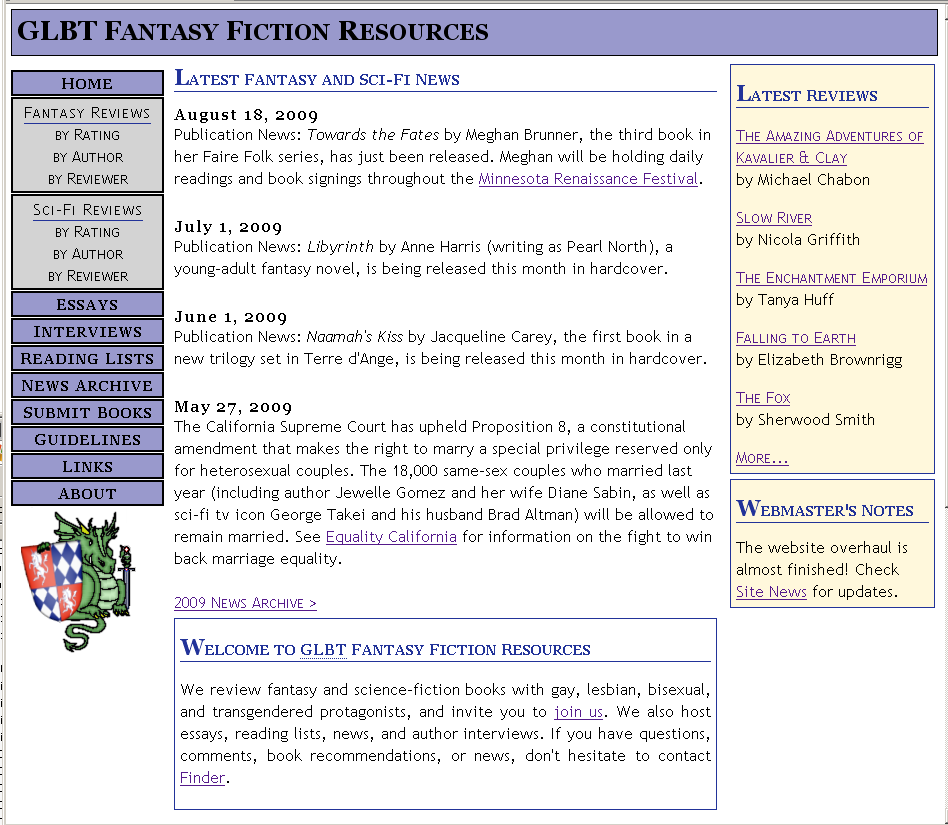 GLBT Fantasy Fiction Resources
Home
Fantasy Reviews
by Rating
by Author
by Reviewer
Sci-Fi Reviews
by Rating
by Author
by Reviewer
Essays
Interviews
Reading Lists
News Archive
Submit Books
Guidelines
Links
About
Latest Fantasy and Sci-Fi News
August 18, 2009
Publication News: Towards the Fates by Meghan Brunner, the third book in
her Faire Folk series, has just been released. Meghan will be holding daily
readings and book signings throughout the Minnesota Renaissance Festival.
July 1, 2009
Publication News: Libyrinth by Anne Harris (writing as Pearl North), a
young-adult fantasy novel, is being released this month in hardcover.
June 1, 2009
Publication News: Naamah's Kiss by Jacqueline Carey, the first book in a
new trilogy set in Terre d'Ange, is being released this month in hardcover.
May 27, 2009
The California Supreme Court has upheld Proposition 8, a constitutional
amendment that makes the right to marry a special privilege reserved only
for heterosexual couples. The 18,000 same-sex couples who married last
year (including author Jewelle Gomez and her wife Diane Sabin, as well as
sci-fi tv icon George Takei and his husband Brad Altman) will be allowed to
remain married. See Equality California for information on the fight to win
back marriage equality.
2009 News Archive >
Welcome to GLBT Fantasy Fiction Resources
We review fantasy and science-fiction books with gay, lesbian, bisexual,
and transgendered protagonists, and invite you to join us. We also host
essays, reading lists, news, and author interviews. If you have questions,
comments, book recommendations, or news, don't hesitate to contact
Finder.
Latest Reviews
The Amazing Adventures of
Kavalier & Clay
by Michael Chabon
Slow River
by Nicola Griffith
The Enchantment Emporium
by Tanya Huff
Falling to Earth
by Elizabeth Brownrigg
The Fox
by Sherwood Smith
More...
Webmaster's Notes
The website overhaul is
almost finished! Check
Site News for updates.